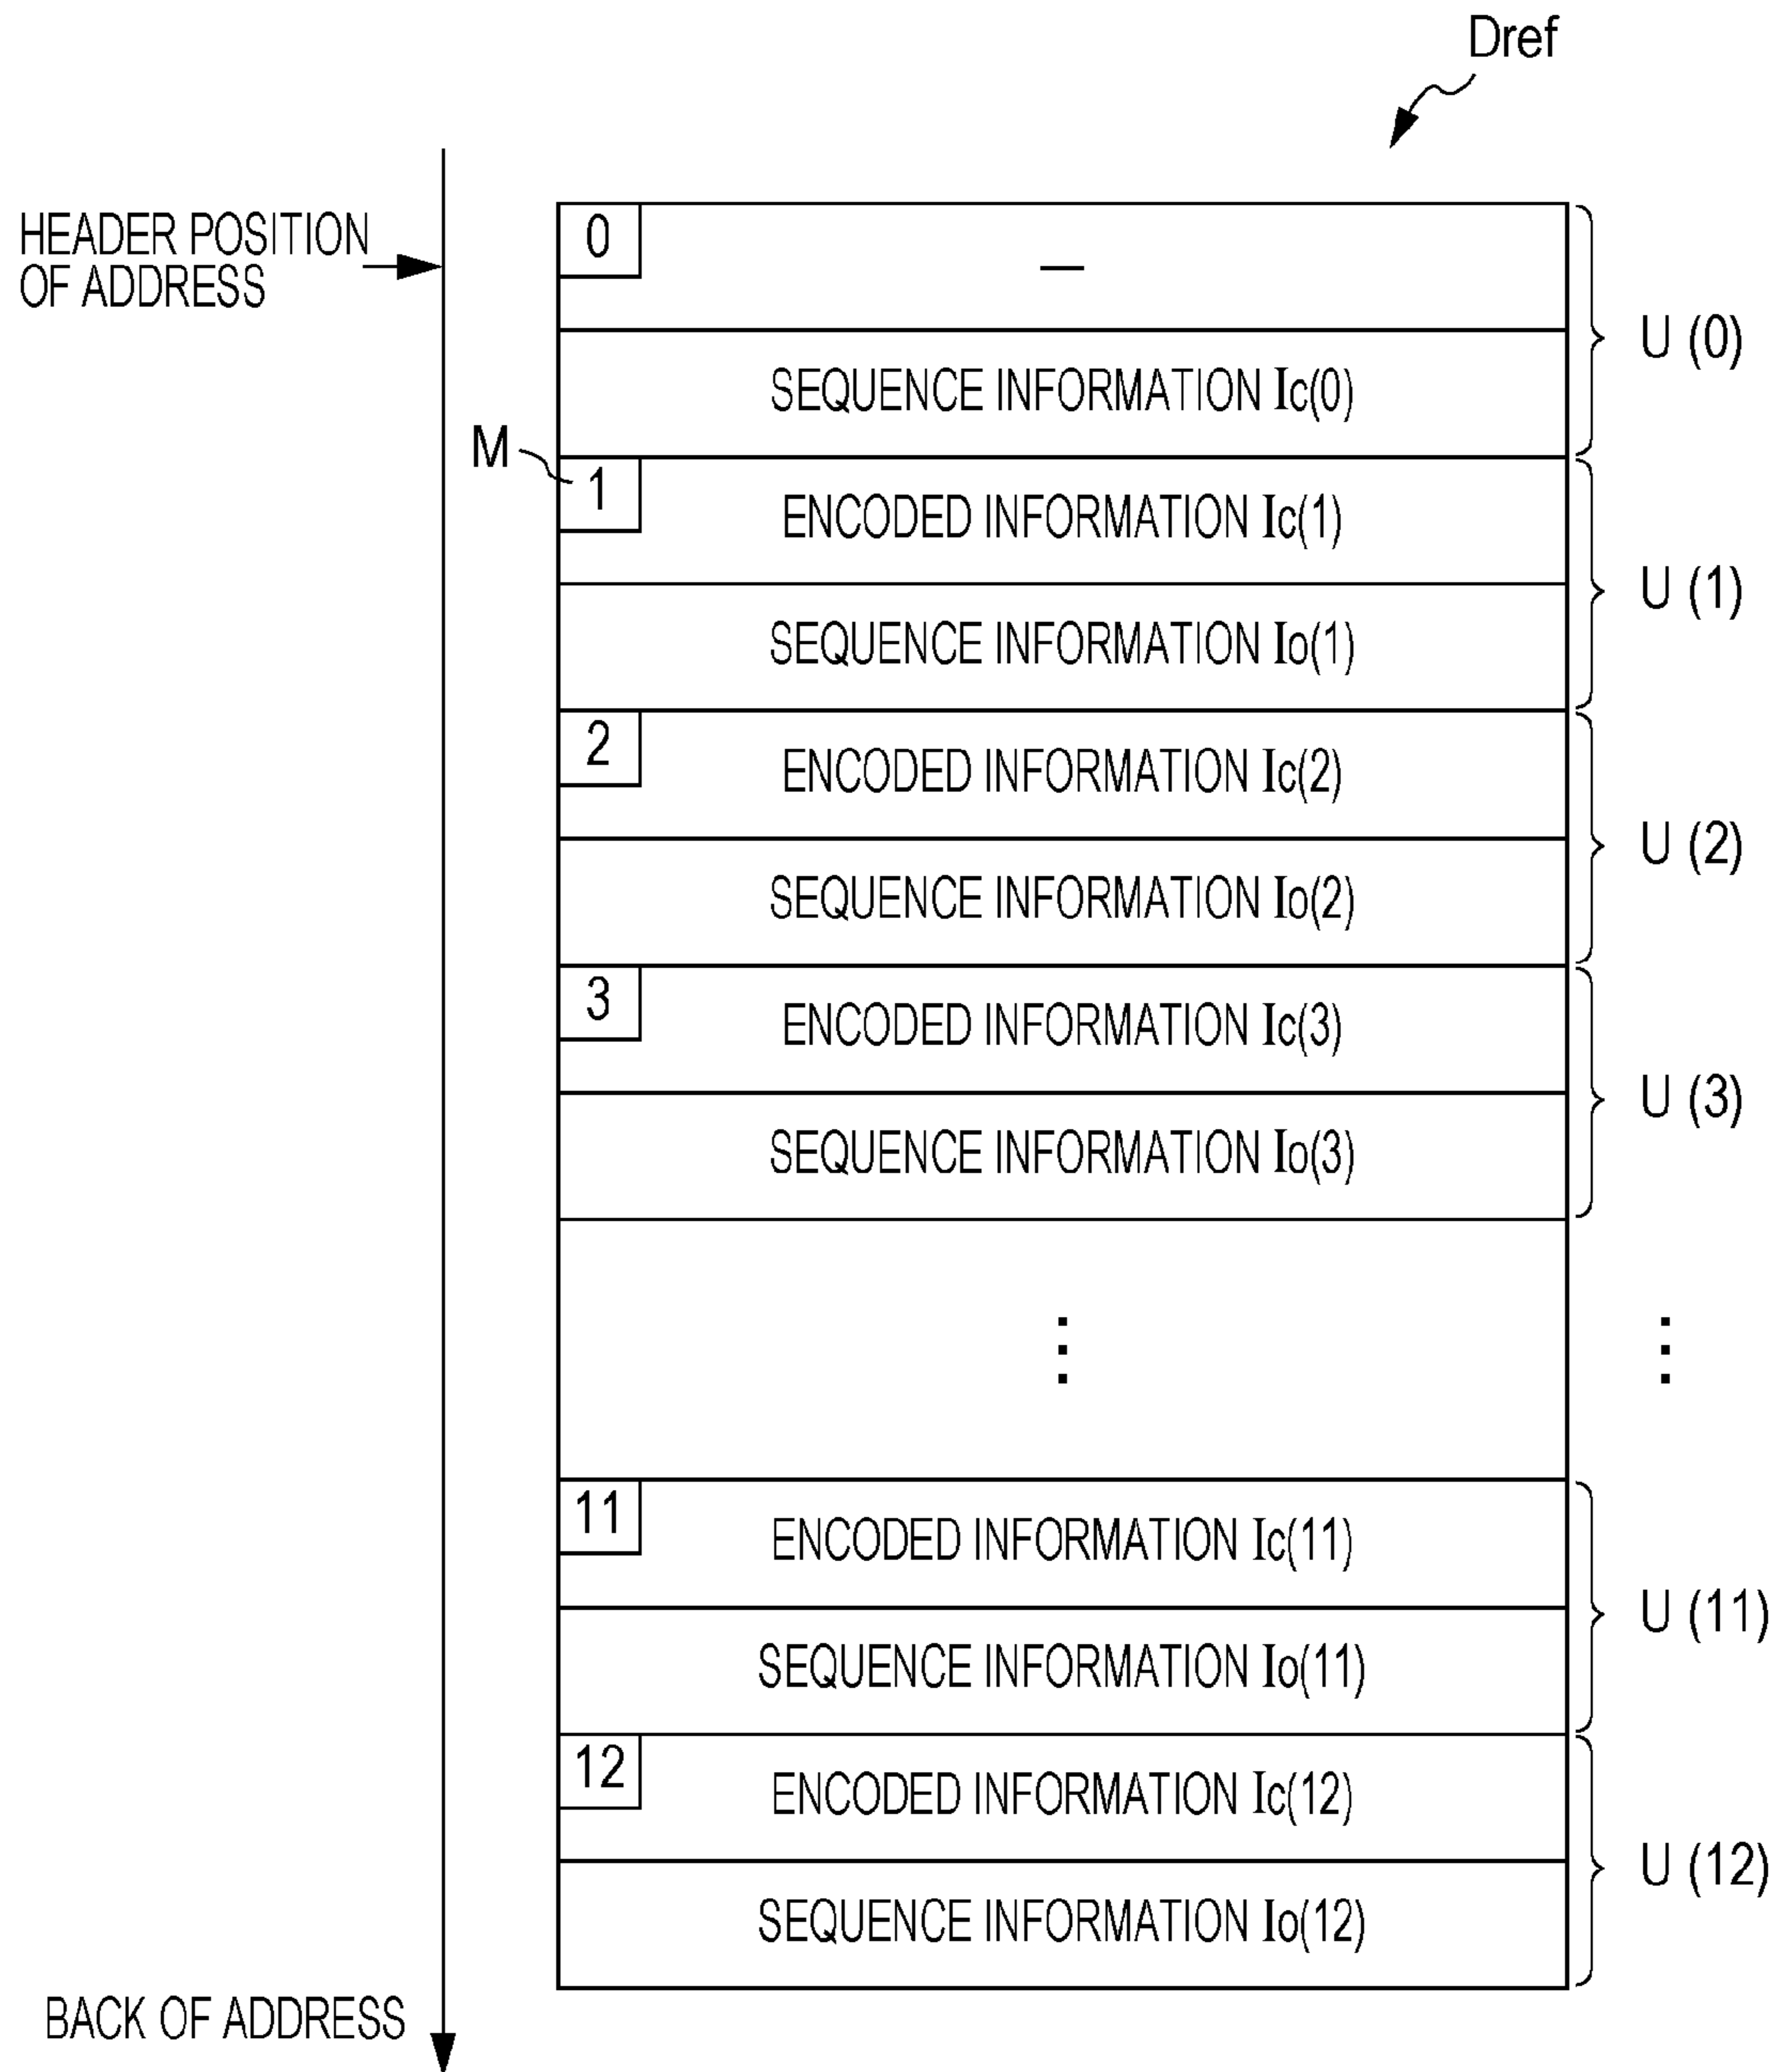 Dref
HEADER POSITION
OF ADDRESS
0
—
U (0)
SEQUENCE INFORMATION Ic(0)
M
1
ENCODED INFORMATION Ic(1)
U (1)
SEQUENCE INFORMATION Io(1)
2
ENCODED INFORMATION Ic(2)
U (2)
SEQUENCE INFORMATION Io(2)
3
ENCODED INFORMATION Ic(3)
U (3)
SEQUENCE INFORMATION Io(3)
⋮
⋮
11
ENCODED INFORMATION Ic(11)
U (11)
SEQUENCE INFORMATION Io(11)
12
ENCODED INFORMATION Ic(12)
U (12)
SEQUENCE INFORMATION Io(12)
BACK OF ADDRESS